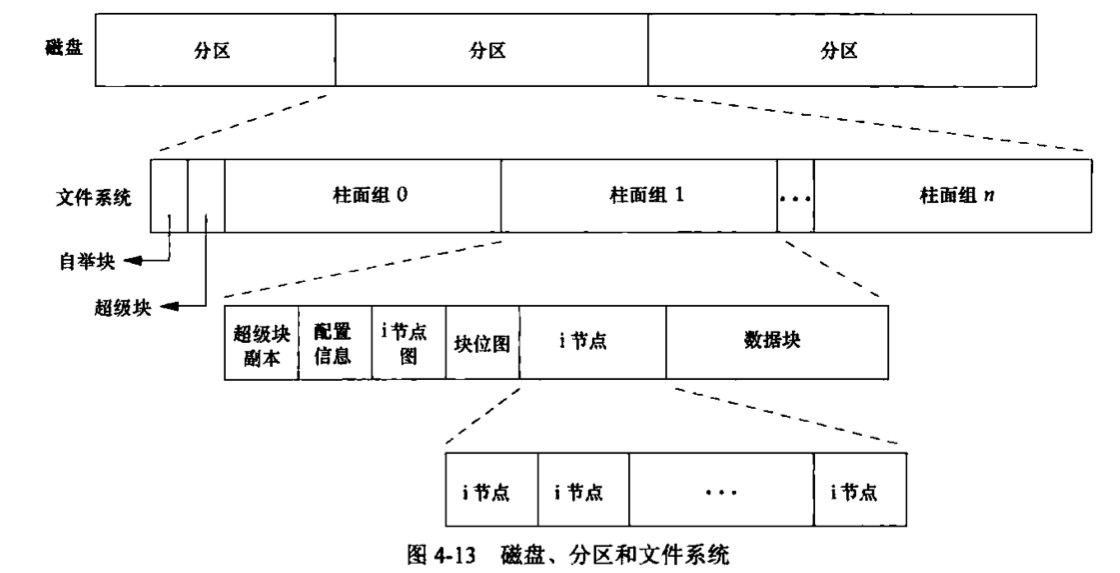 磁盘 分区 分区 分区
文件系统 柱面组 0 柱面组 1 ... 柱面组 n
自举块
超级块
超级块 配置 i节点 块位图 i 节点 数据块
副本 信息 图
i 节点 i 节点 ... i 节点
图 4-13 磁盘、分区和文件系统